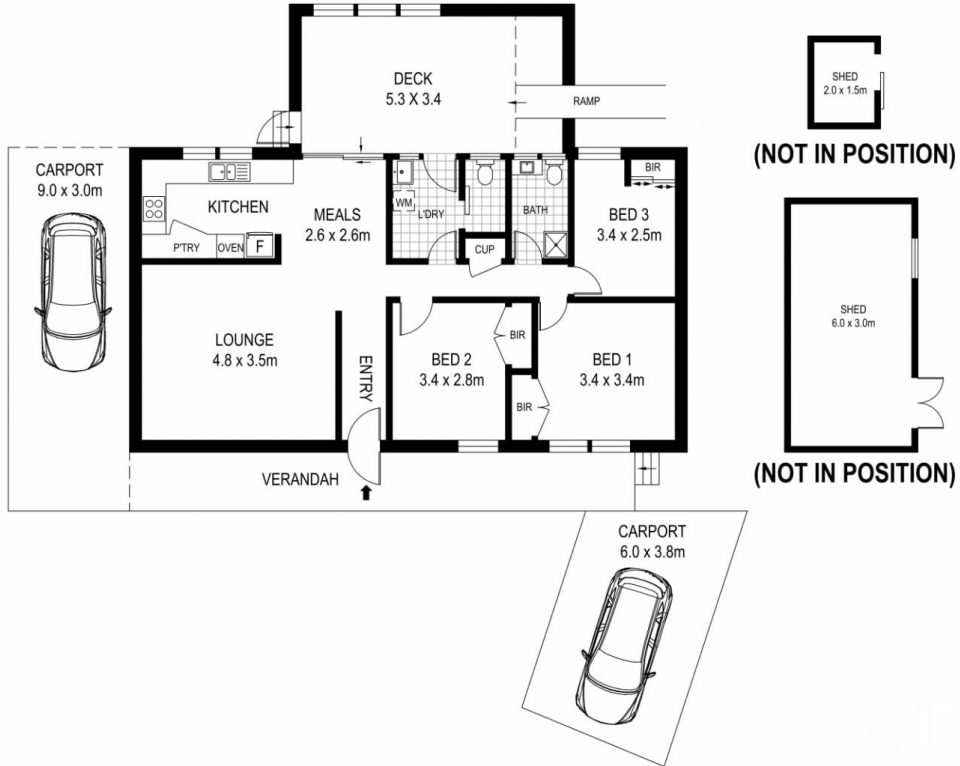 DECK
5.3 X 3.4
RAMP
SHED
2.0 x 1.5m
(NOT IN POSITION)
CARPORT
9.0 x 3.0m
KITCHEN
P'TRY
OVEN
F
MEALS
2.6 x 2.6m
WM
L'DRY
CUP
BATH
BIR
BED 3
3.4 x 2.5m
LOUNGE
4.8 x 3.5m
ENTRY
BED 2
3.4 x 2.8m
BIR
BIR
BED 1
3.4 x 3.4m
SHED
6.0 x 3.0m
(NOT IN POSITION)
VERANDAH
CARPORT
6.0 x 3.8m